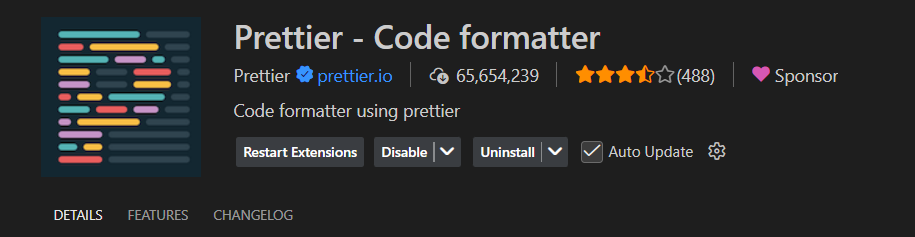 Prettier - Code formatter
Prettier prettier.io 65,654,239 (488) Sponsor
Code formatter using prettier
Restart Extensions Disable Uninstall Auto Update
DETAILS FEATURES CHANGELOG